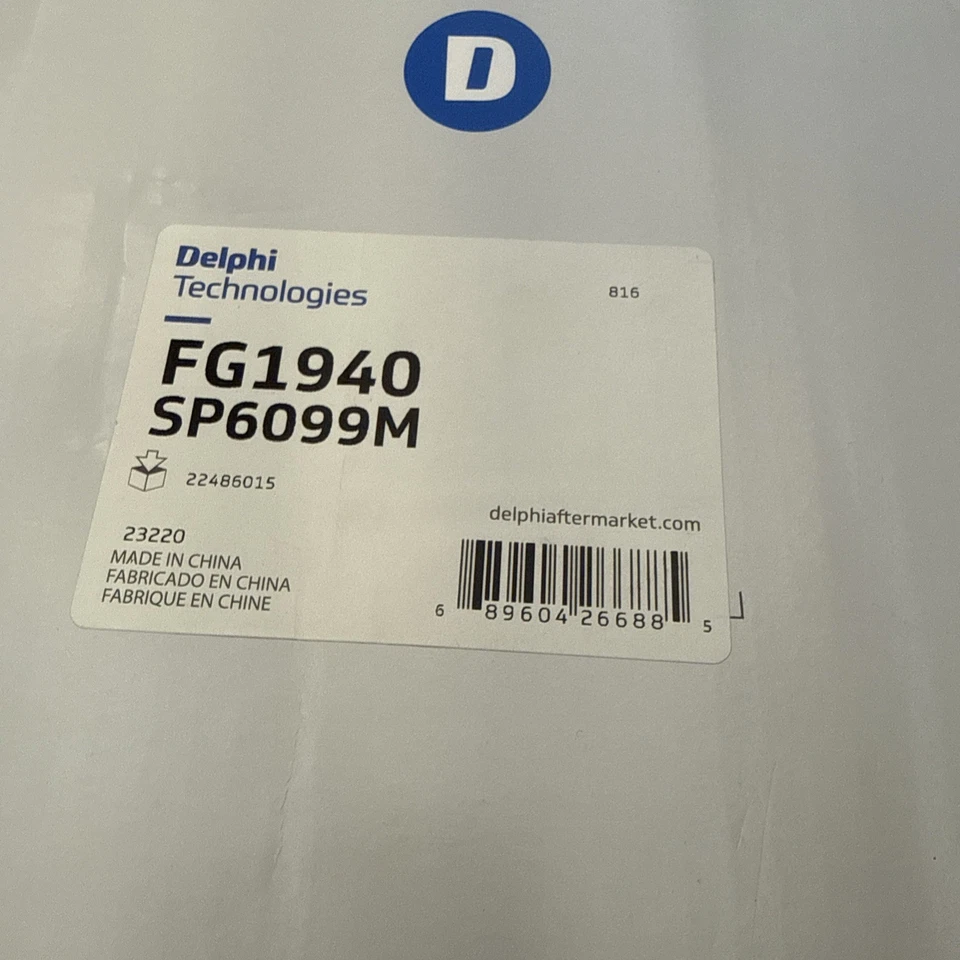 D
Delphi
Technologies
816
FG1940
SP6099M
22486015
delphiaftermarket.com
23220
MADE IN CHINA
FABRICADO EN CHINA
FABRIQUE EN CHINE
6 89604 26688 5